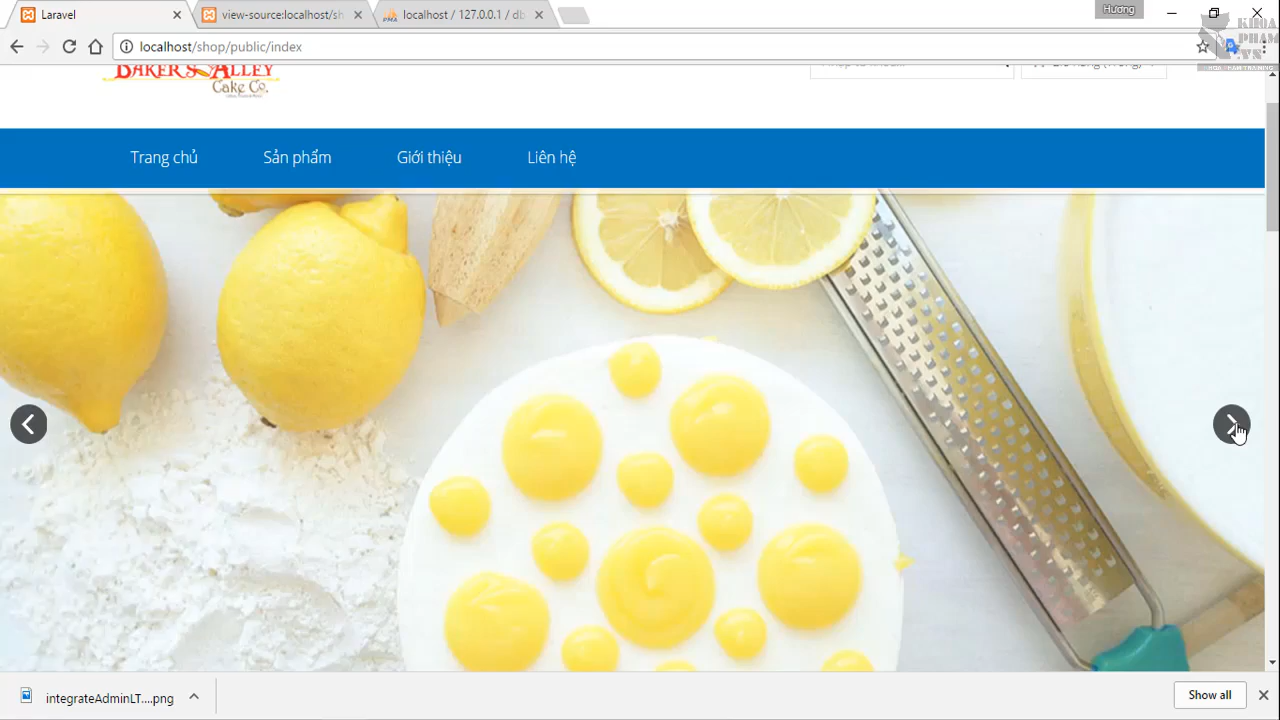 Laravel
view-source:localhost/sh
localhost / 127.0.0.1 / db
Hương
localhost/shop/public/index
BAKER'S ALLEY
Cake Co.
Trang chủ
Sản phẩm
Giới thiệu
Liên hệ
integrateAdminLT....png
Show all